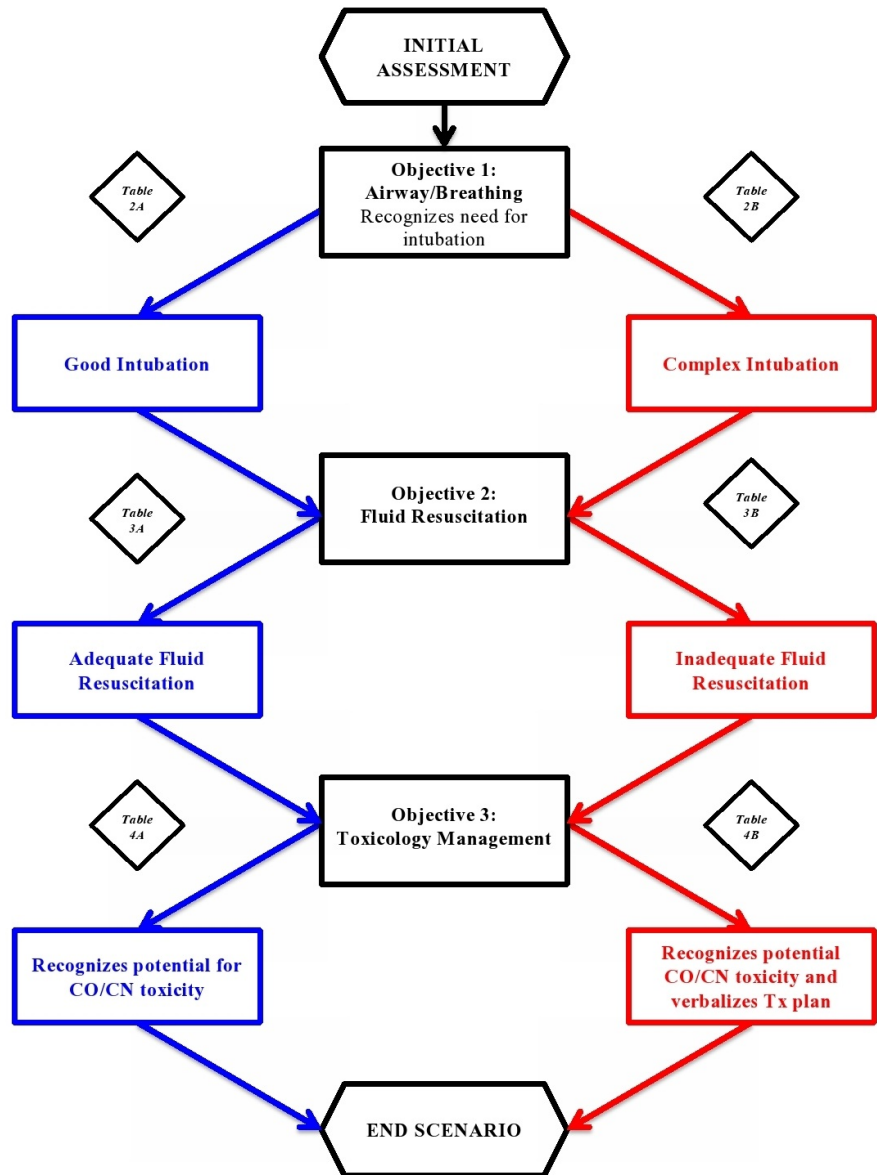 INITIAL
ASSESSMENT
Objective 1:
Airway/Breathing
Recognizes need for
intubation
Table
2A
Table
2B
Good Intubation
Complex Intubation
Objective 2:
Fluid Resuscitation
Table
3A
Table
3B
Adequate Fluid
Resuscitation
Inadequate Fluid
Resuscitation
Objective 3:
Toxicology Management
Table
4A
Table
4B
Recognizes potential for
CO/CN toxicity
Recognizes potential
CO/CN toxicity and
verbalizes Tx plan
END SCENARIO